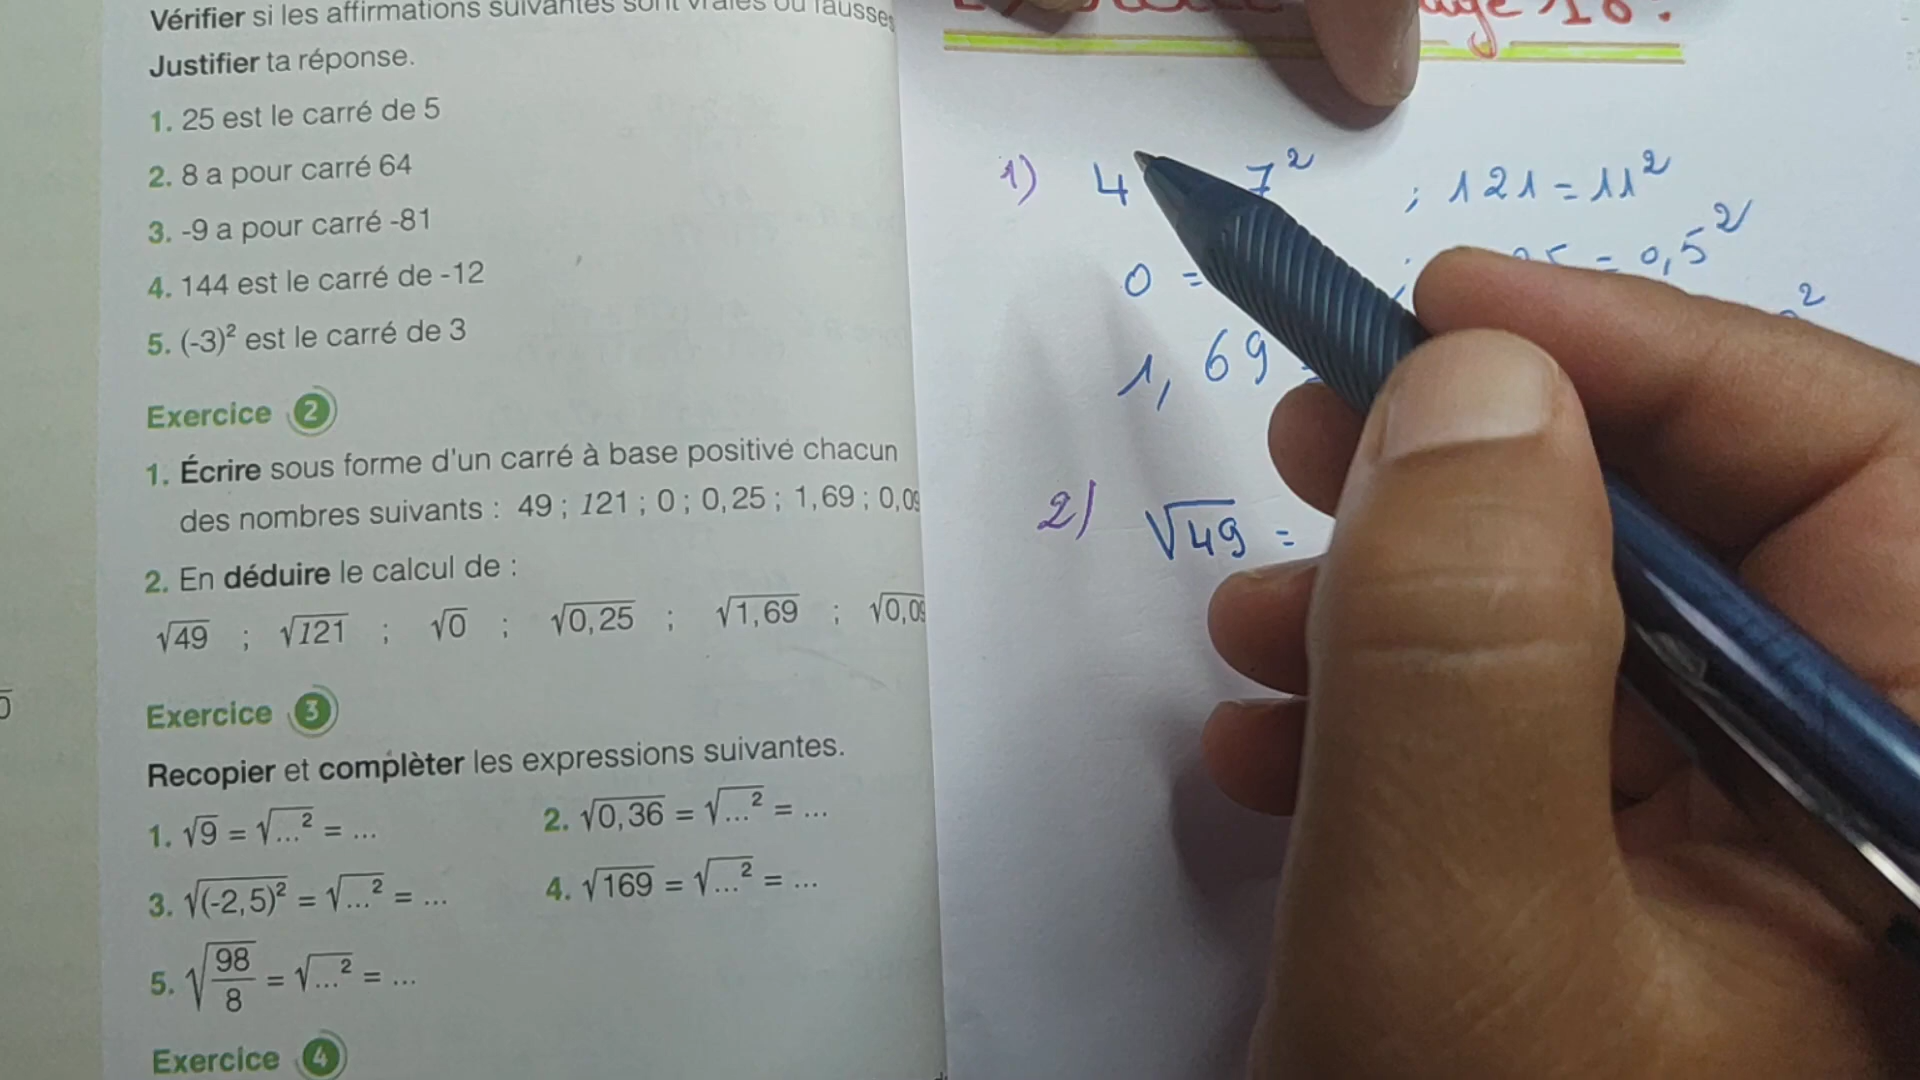 Vérifier si les affirmations suivantes sont vraies ou fausses
Justifier ta réponse.
1. 25 est le carré de 5
2. 8 a pour carré 64
3. -9 a pour carré -81
4. 144 est le carré de -12
5. (-3)² est le carré de 3
Exercice 2
1. Écrire sous forme d'un carré à base positive chacun
des nombres suivants : 49 ; 121 ; 0 ; 0,25 ; 1,69 ; 0,09
2. En déduire le calcul de :
√49 ; √121 ; √0 ; √0,25 ; √1,69 ; √0,09
Exercice 3
Recopier et complèter les expressions suivantes.
1. √9 = √...² = ...
2. √0,36 = √...² = ...
3. √(-2,5)² = √...² = ...
4. √169 = √...² = ...
5. √98/8 = √...² = ...
Exercice 4
1) 4 7² ; 121 = 11²
0 = ; = 0,5²
1,69 ²
2) √49 =